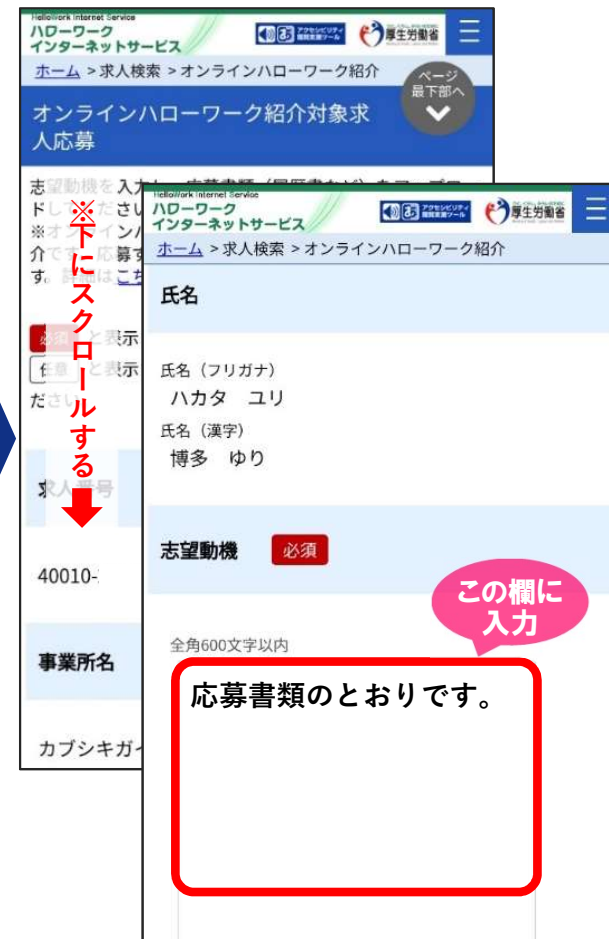 HelloWork Internet Service
ハローワーク
インターネットサービス
厚生労働省
ホーム > 求人検索 > オンラインハローワーク紹介
ページ
最下部へ
オンラインハローワーク紹介対象求
人応募
※下にスクロールする
必須 と表示
任意 と表示
ださい
求人番号
40010-
事業所名
カブシキガイ
HelloWork Internet Service
ハローワーク
インターネットサービス
厚生労働省
ホーム > 求人検索 > オンラインハローワーク紹介
氏名
氏名（フリガナ）
ハカタ ユリ
氏名（漢字）
博多 ゆり
志望動機 必須
この欄に
入力
全角600文字以内
応募書類のとおりです。